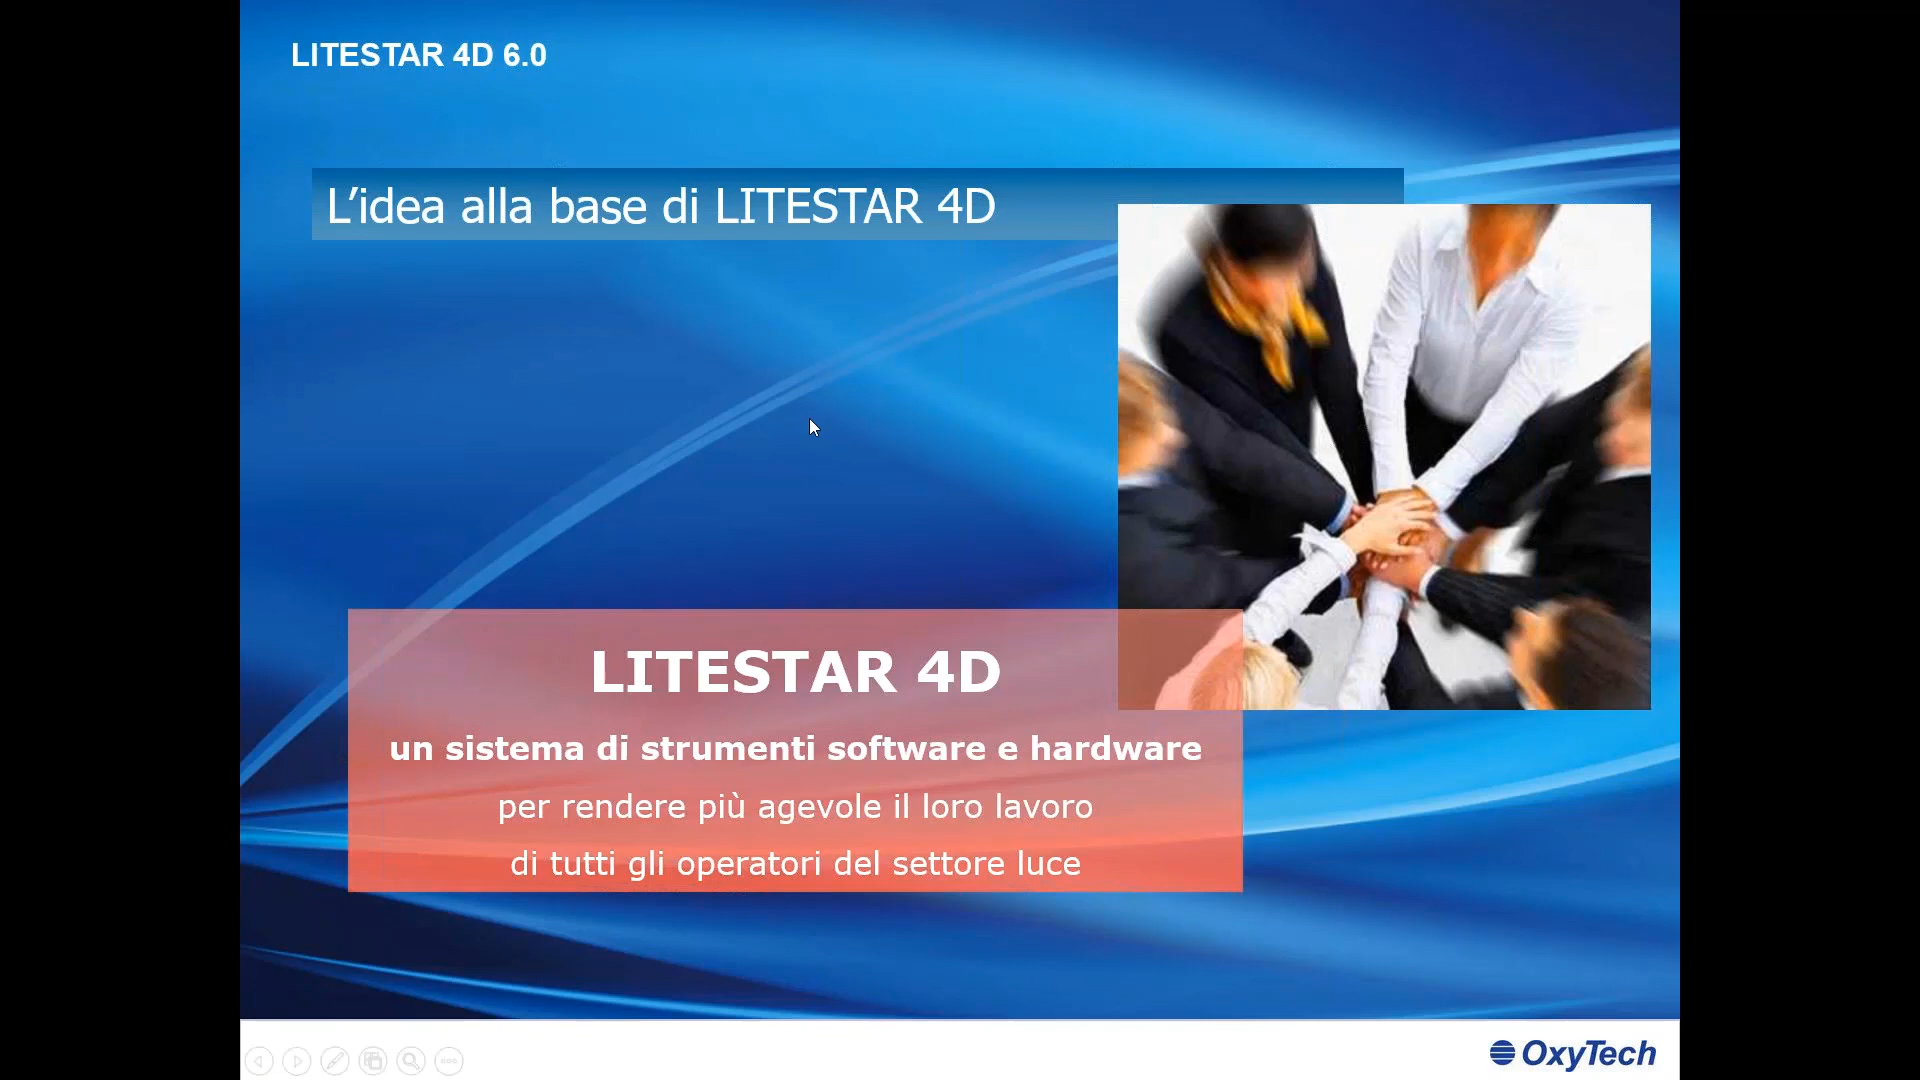 LITESTAR 4D 6.0
L’idea alla base di LITESTAR 4D
LITESTAR 4D
un sistema di strumenti software e hardware
per rendere più agevole il loro lavoro
di tutti gli operatori del settore luce
OxyTech